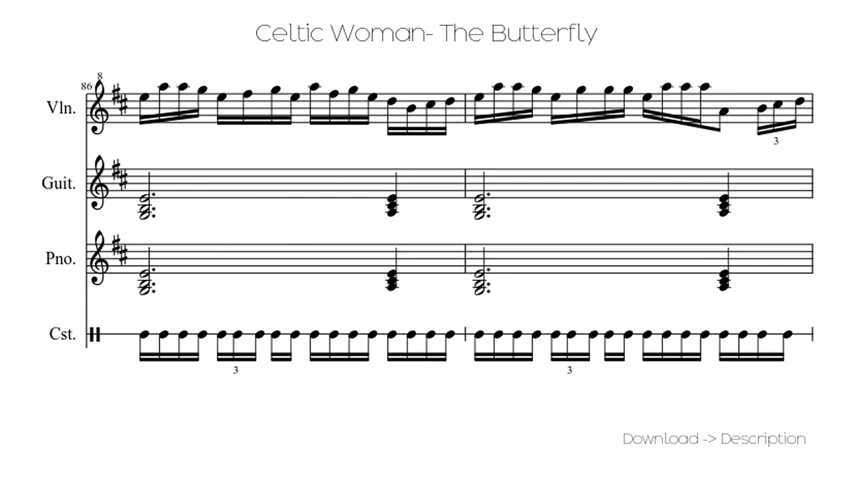 Celtic Woman- The Butterfly
8
86
Vln.
3
Guit.
Pno.
Cst.
3 3
Download -> Description